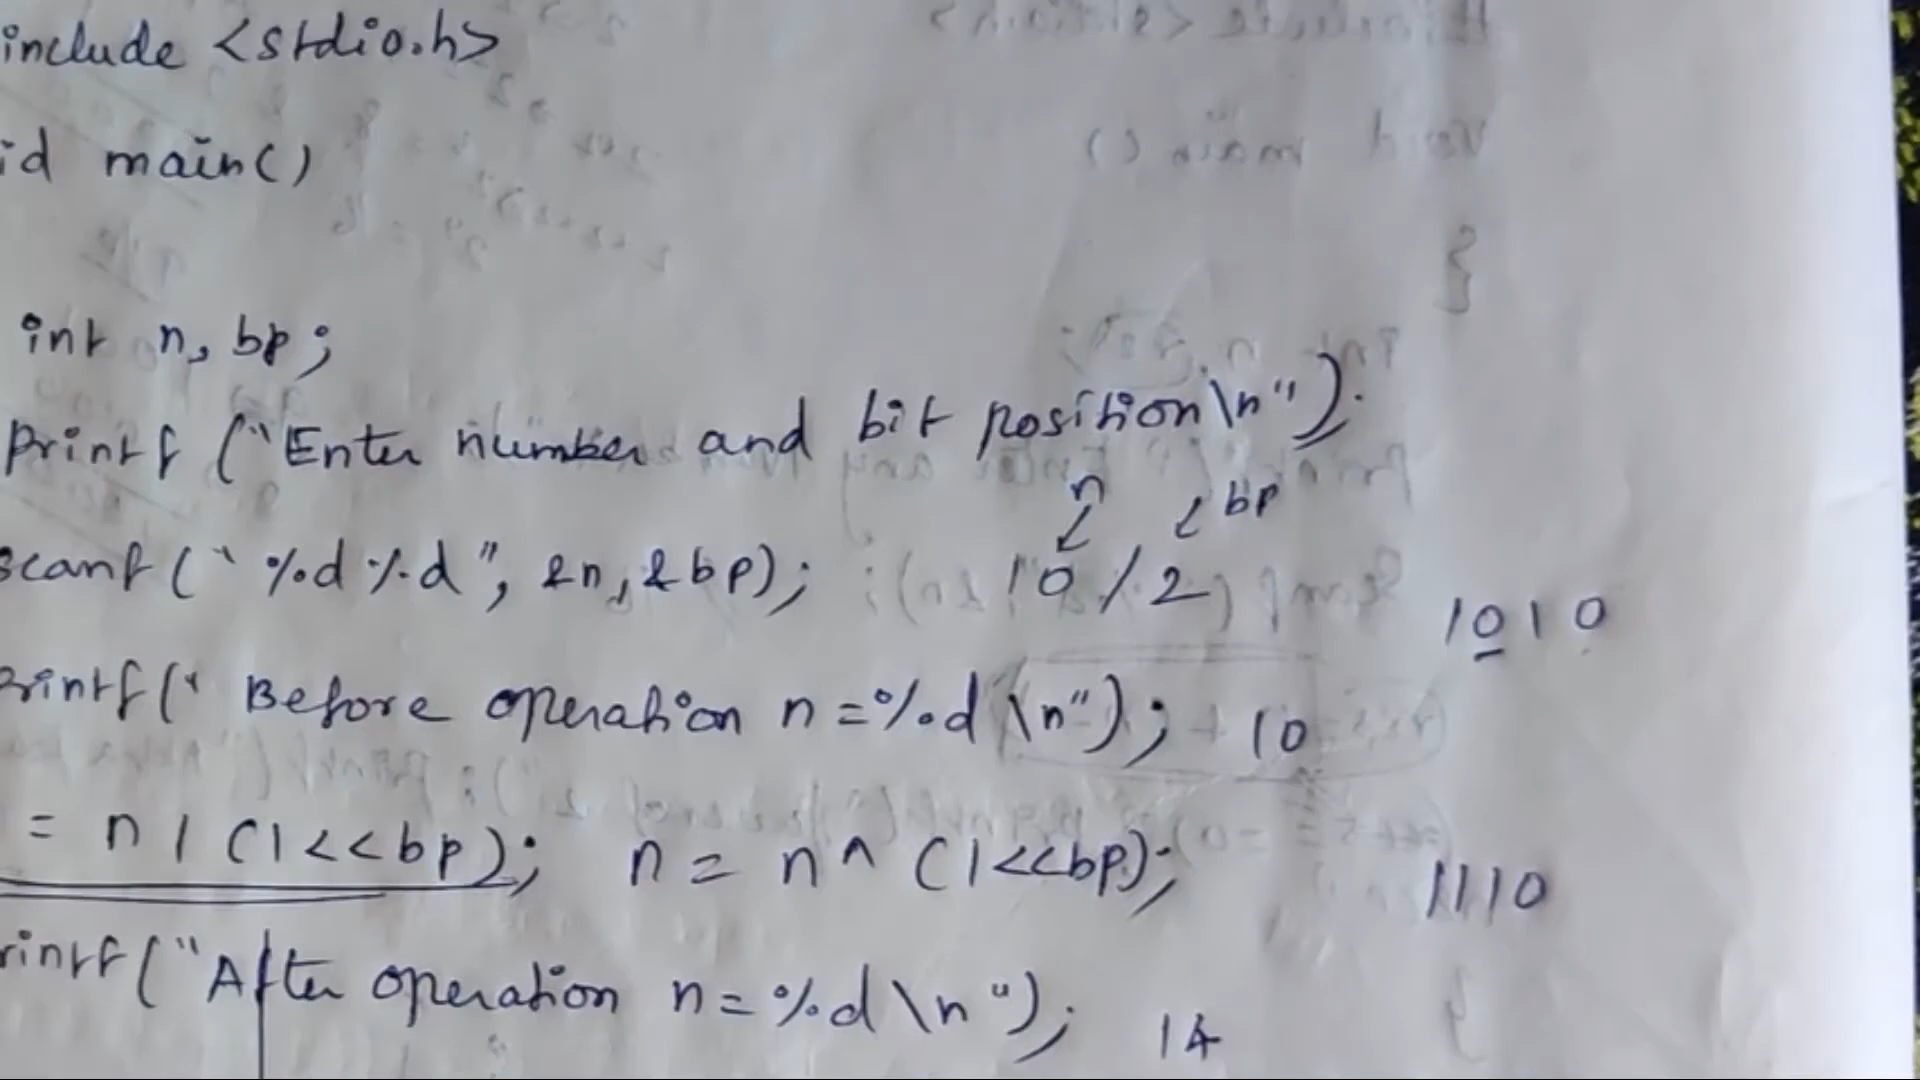 include <stdio.h>
id main()
int n, bp;
printf ("Enter number and bit position\n").
n bp
scanf ("%d %d", &n, &bp); 10 / 2
1010
printf(" Before operation n=%d \n"); 10
= n | (1<<bp); n = n ^ (1<<bp);
1110
rintf ("After operation n=%d \n"); 14